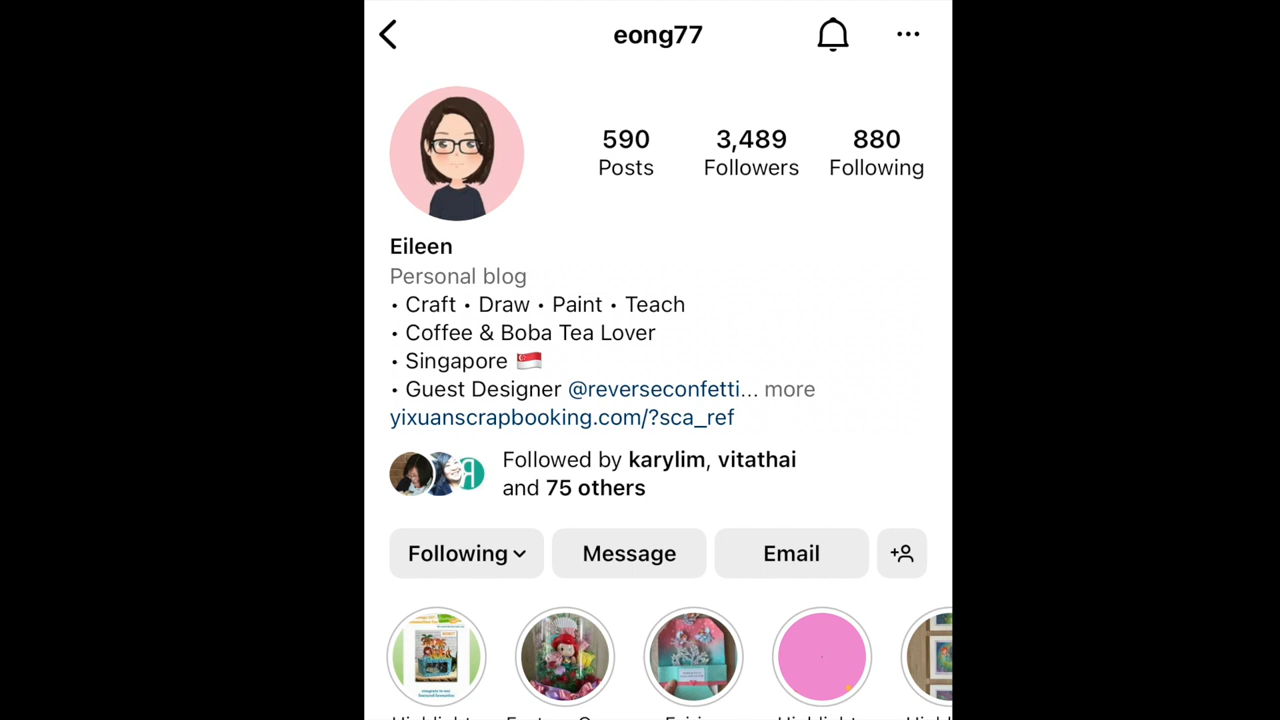 eong77
590 3,489 880
Posts Followers Following
Eileen
Personal blog
• Craft • Draw • Paint • Teach
• Coffee & Boba Tea Lover
• Singapore 🇸🇬
• Guest Designer @reverseconfetti... more
yixuanscrapbooking.com/?sca_ref
Followed by karylim, vitathai
and 75 others
Following Message Email